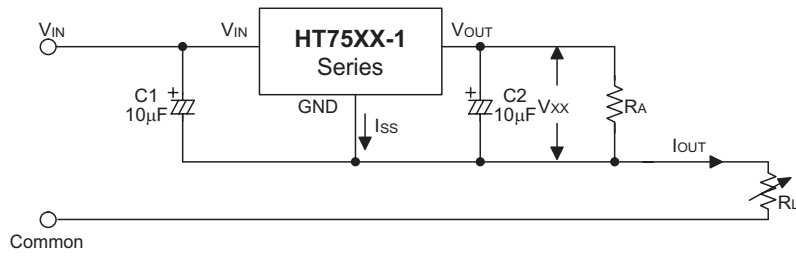 VIN
VIN
HT75XX-1
Series
VOUT
GND
C1
10μF
+
ISS
+
C2
10μF
VXX
RA
IOUT
RL
Common